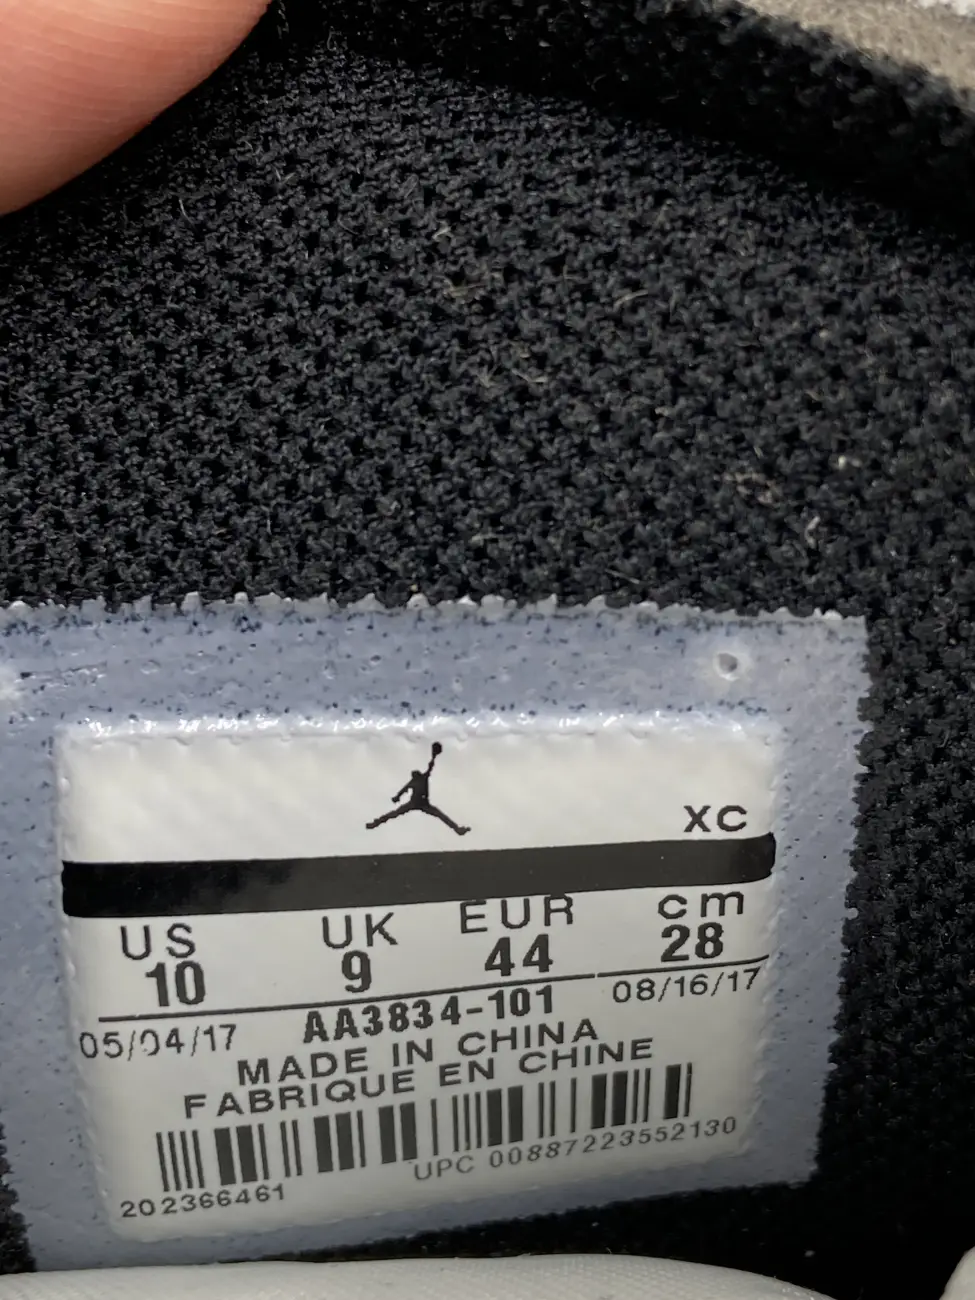 XC
US UK EUR cm
10 9 44 28
05/04/17 AA3834-101 08/16/17
MADE IN CHINA
FABRIQUE EN CHINE
UPC 00887223552130
202366461